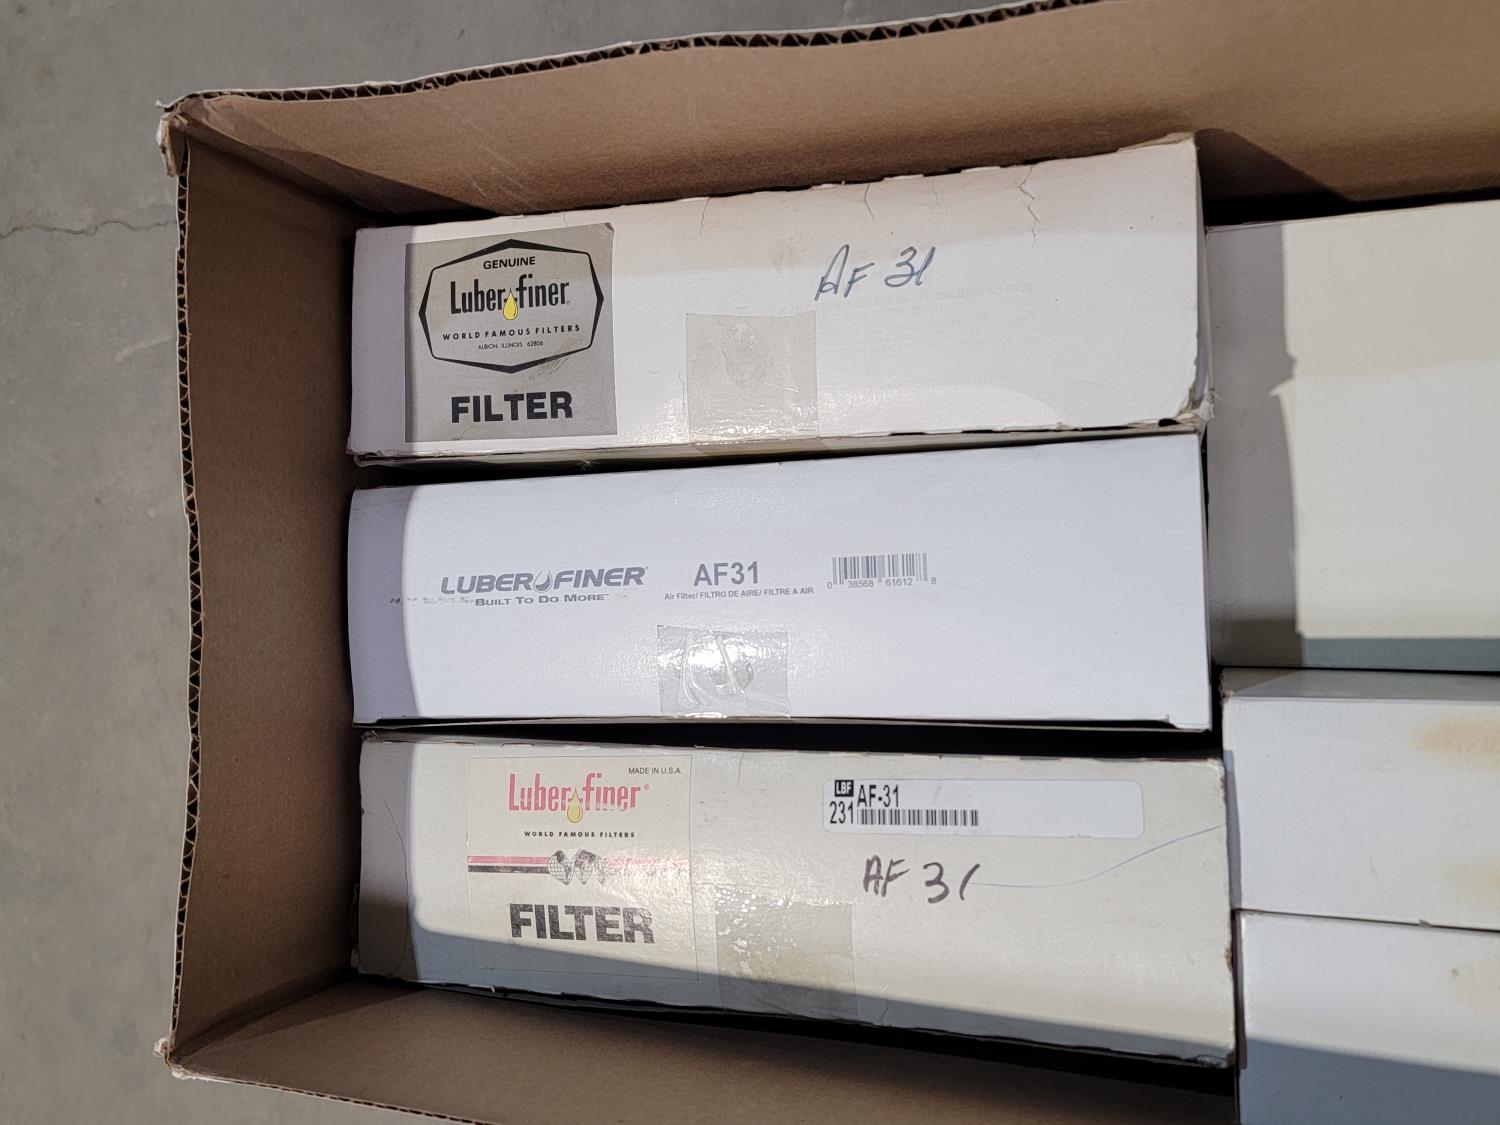 GENUINE
Luber-finer
WORLD FAMOUS FILTERS
ALBION, ILLINOIS 62806
FILTER
AF 31
LUBERFINER
BUILT TO DO MORE™
AF31
Air Filter/ FILTRO DE AIRE/ FILTRE A AIR
0 38568 61612 8
MADE IN U.S.A.
Luber-finer®
WORLD FAMOUS FILTERS
FILTER
LBF AF-31
231
AF 31